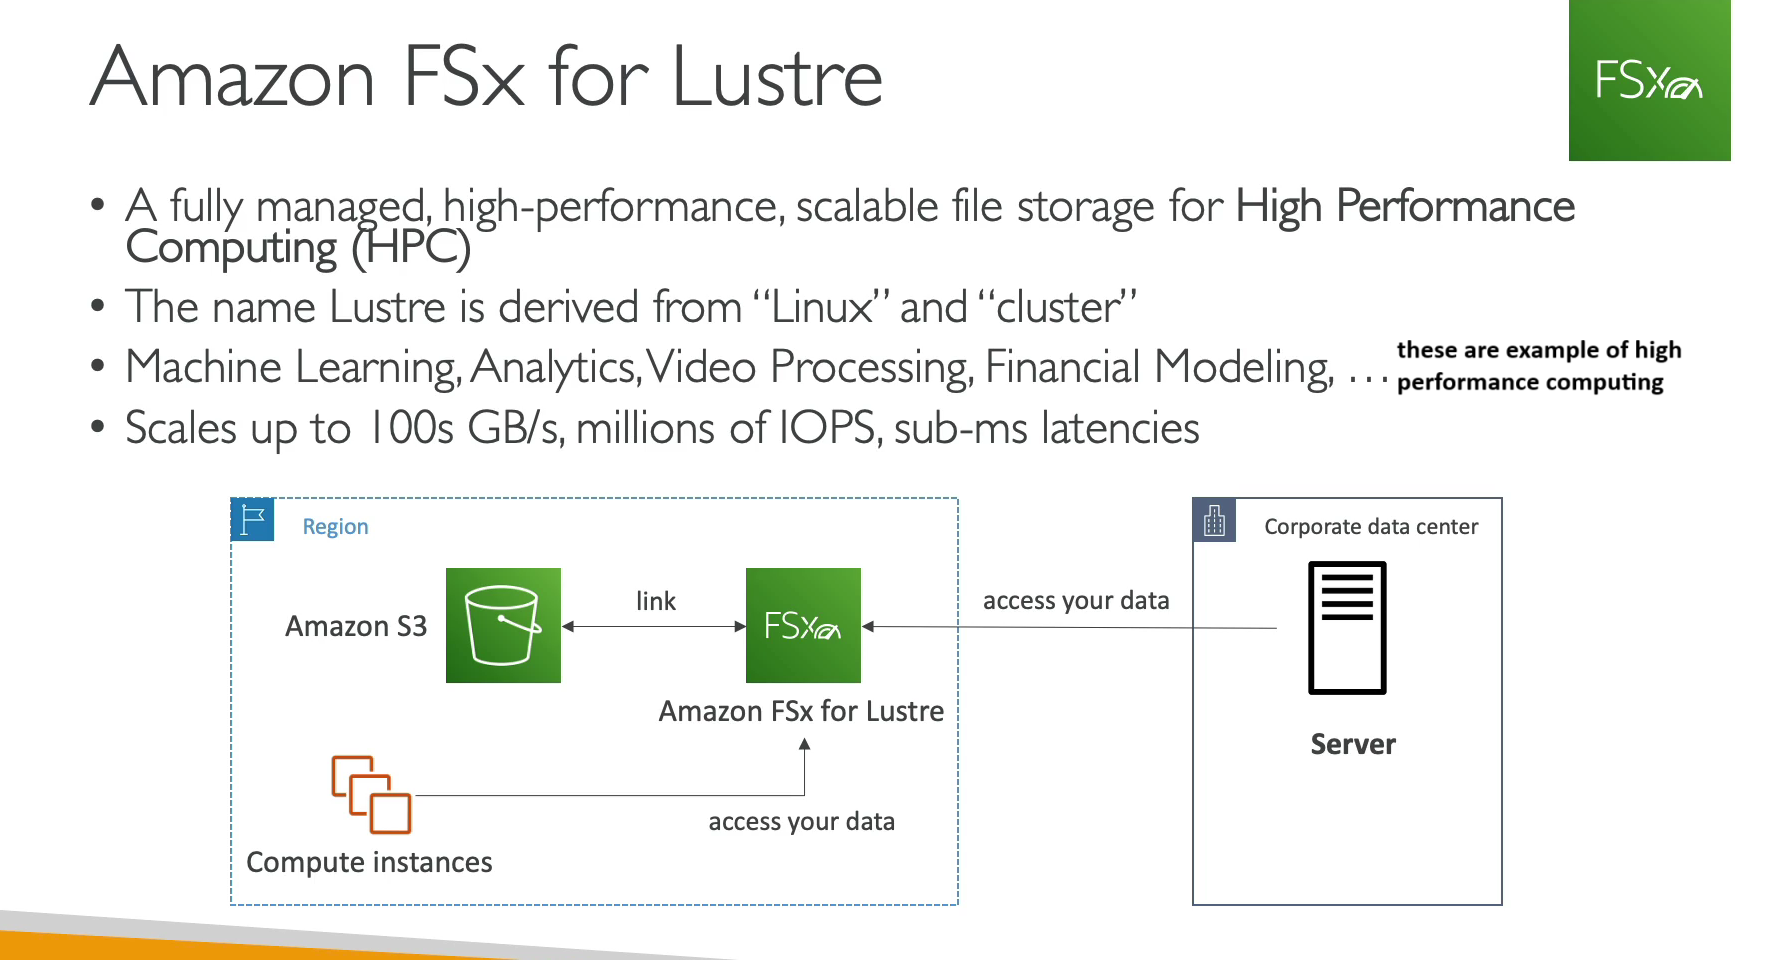 Amazon FSx for Lustre
FSx
• A fully managed, high-performance, scalable file storage for High Performance
Computing (HPC)
• The name Lustre is derived from “Linux” and “cluster”
• Machine Learning, Analytics, Video Processing, Financial Modeling, …
these are example of high
performance computing
• Scales up to 100s GB/s, millions of IOPS, sub-ms latencies
Region
Corporate data center
Amazon S3
link
FSx
access your data
Amazon FSx for Lustre
Server
access your data
Compute instances